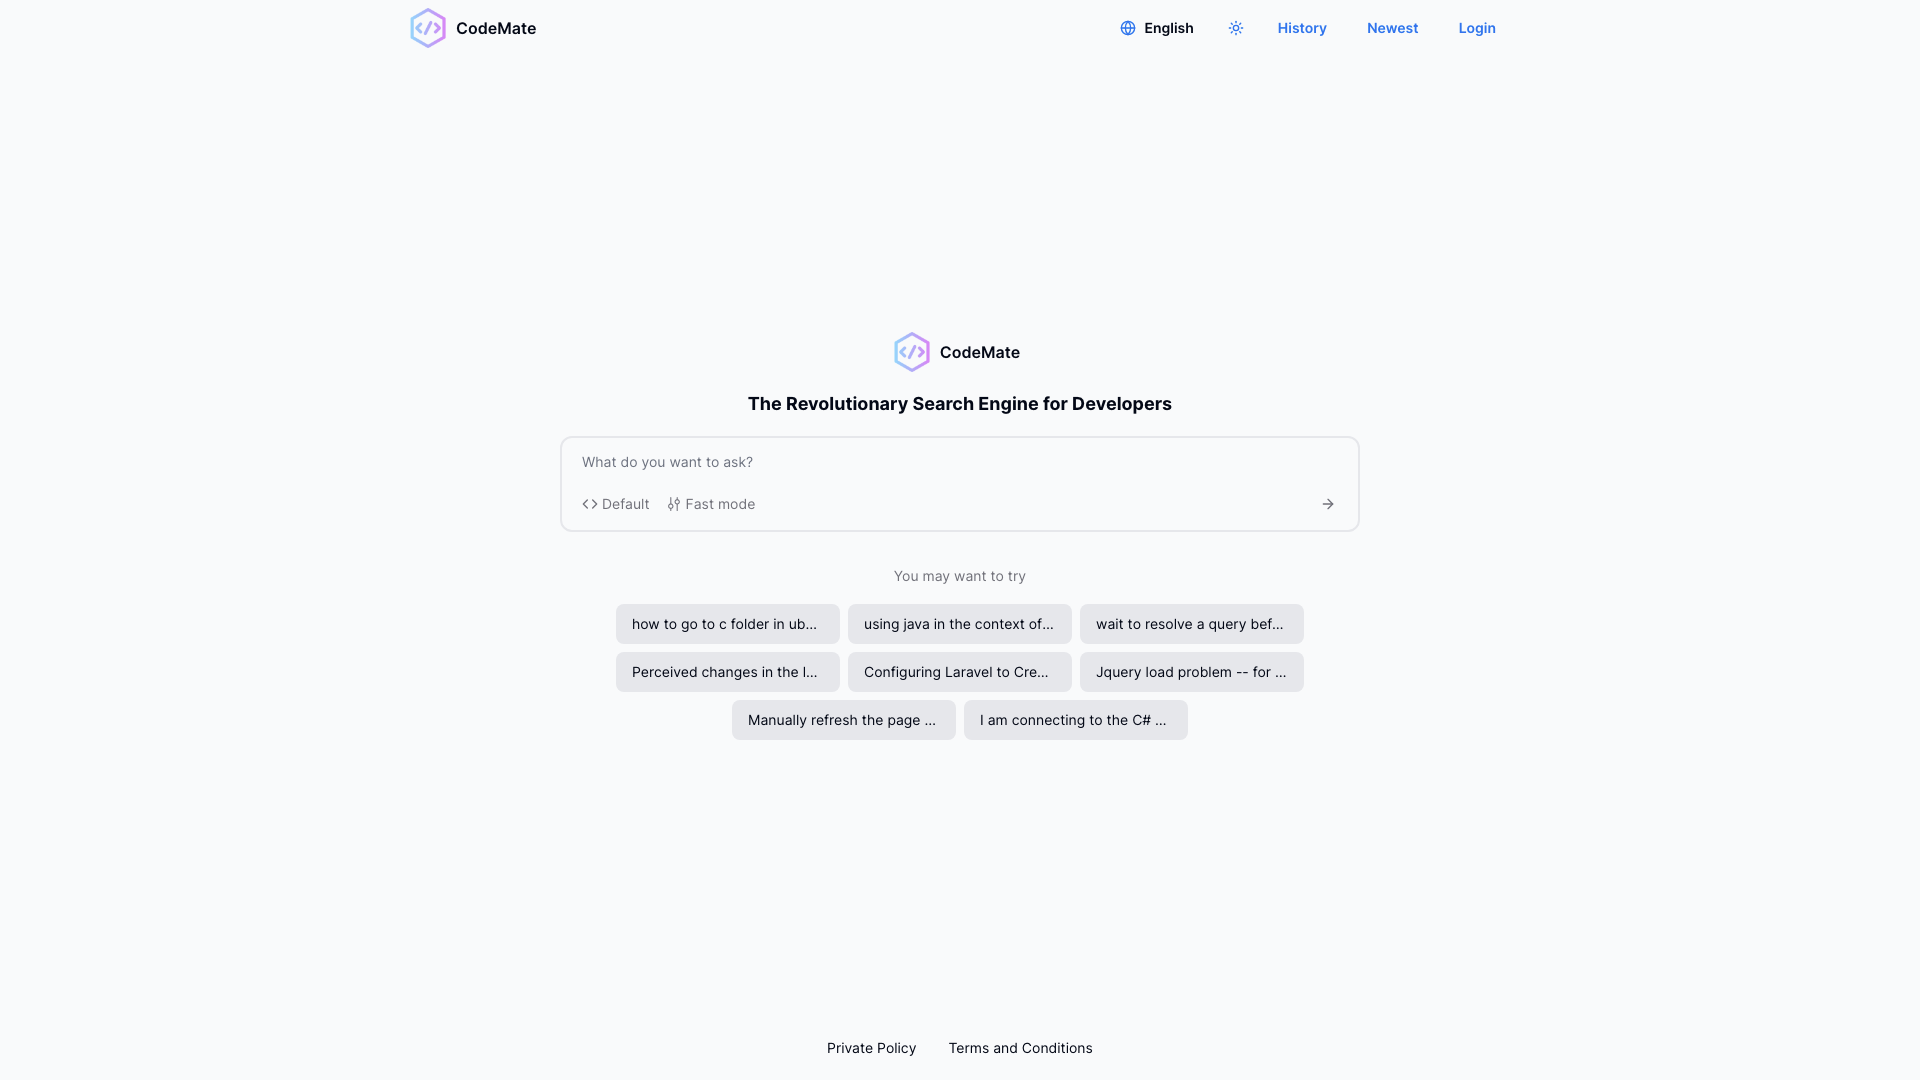 CodeMate
English
History
Newest
Login
CodeMate
The Revolutionary Search Engine for Developers
What do you want to ask?
Default
Fast mode
You may want to try
how to go to c folder in ub...
using java in the context of...
wait to resolve a query bef...
Perceived changes in the l...
Configuring Laravel to Cre...
Jquery load problem -- for ...
Manually refresh the page ...
I am connecting to the C# ...
Private Policy
Terms and Conditions